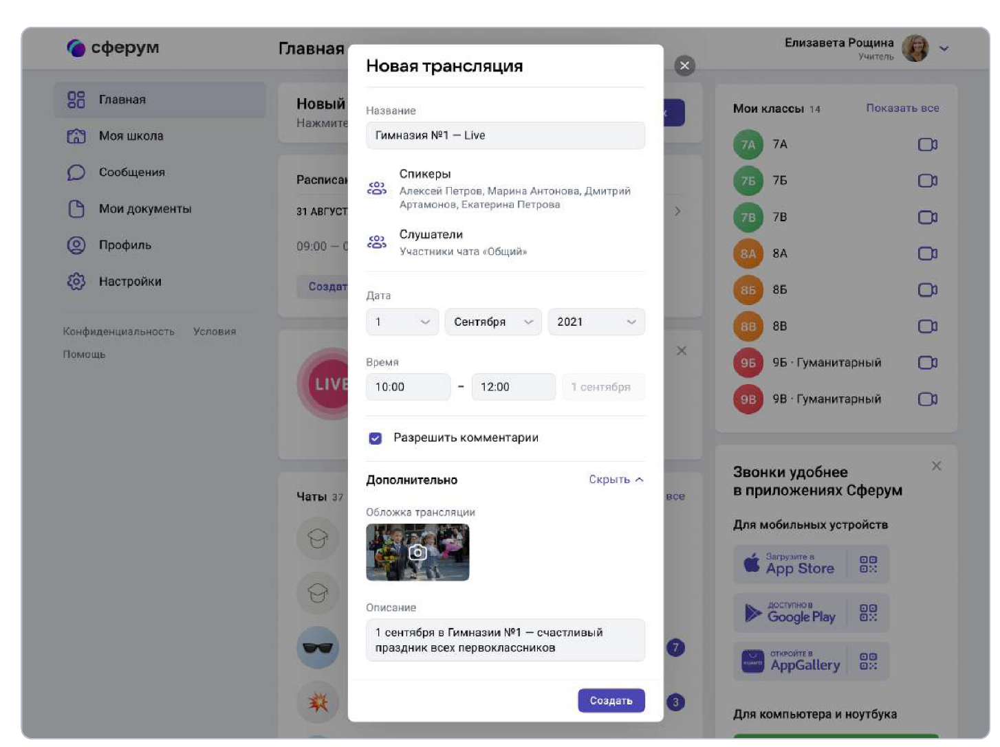 сферум
Главная
Елизавета Рощина
Учитель
Главная
Моя школа
Сообщения
Мои документы
Профиль
Настройки
Конфиденциальность Условия
Помощь
Новый
Нажмите
Расписан
31 АВГУСТ
09:00 —
Создат
LIVE
Чаты 37
все
7
3
Новая трансляция
Название
Гимназия №1 — Live
Спикеры
Алексей Петров, Марина Антонова, Дмитрий
Артамонов, Екатерина Петрова
Слушатели
Участники чата «Общий»
Дата
1 Сентября 2021
Время
10:00 – 12:00 1 сентября
Разрешить комментарии
Дополнительно Скрыть
Обложка трансляции
Описание
1 сентября в Гимназии №1 — счастливый
праздник всех первоклассников
Создать
Мои классы 14 Показать все
7А 7А
7Б 7Б
7В 7В
8А 8А
8Б 8Б
8В 8В
9Б 9Б · Гуманитарный
9В 9В · Гуманитарный
Звонки удобнее
в приложениях Сферум
Для мобильных устройств
Загрузите в
App Store
ДОСТУПНО В
Google Play
HUAWEI
ОТКРОЙТЕ В
AppGallery
Для компьютера и ноутбука